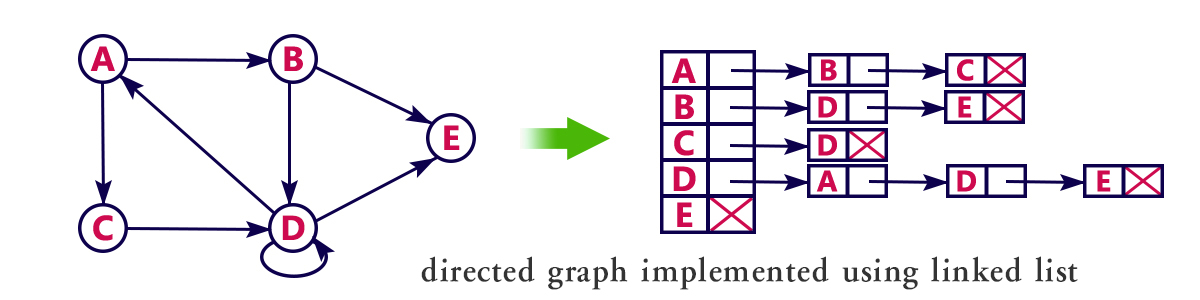 A B
E
C D
A B C
B D E
C D
D A D E
E
directed graph implemented using linked list